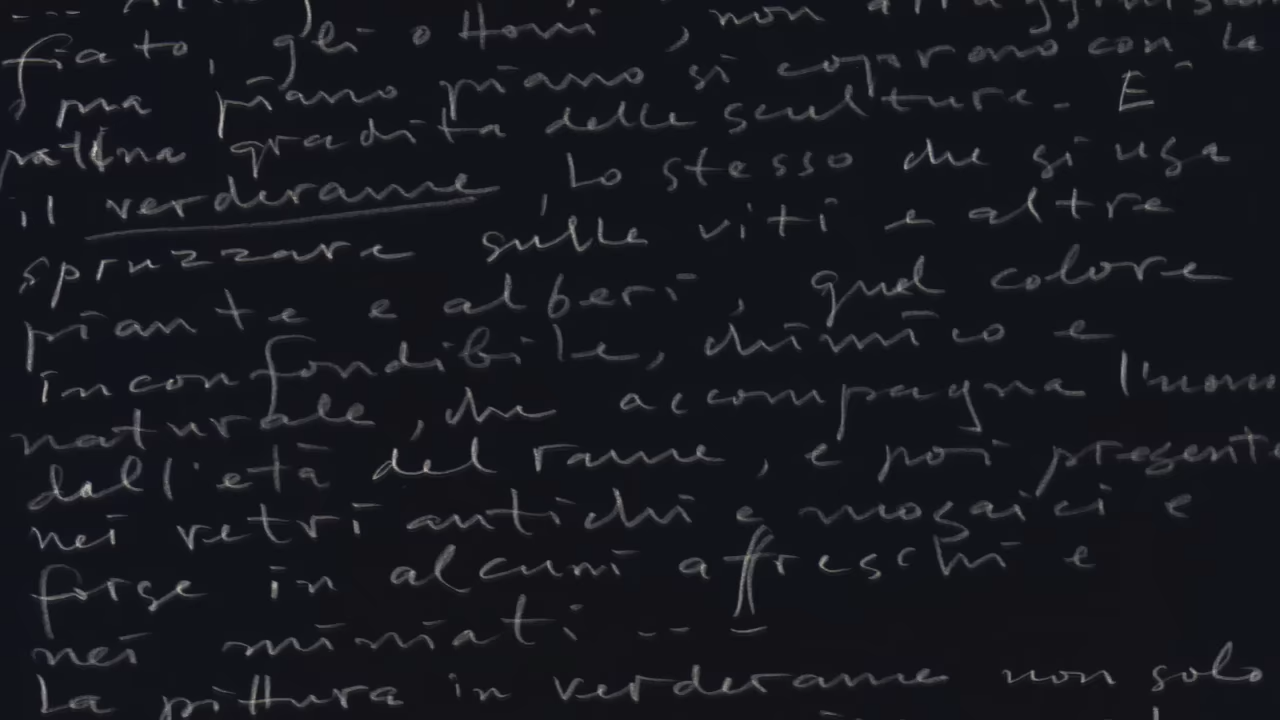 fiato, gli ottoni, non
ma piano piano si coprono con la
patina gradita delle sculture. E'
il verderame, lo stesso che si usa
spruzzare sulle viti e altre
piante e alberi, quel colore
inconfondibile, chimico e
naturale, che accompagna l'uomo
dall'età del rame, e poi presente
nei vetri antichi e mosaici e
forse in alcuni affreschi e
nei miniati ---
La pittura in verderame non solo